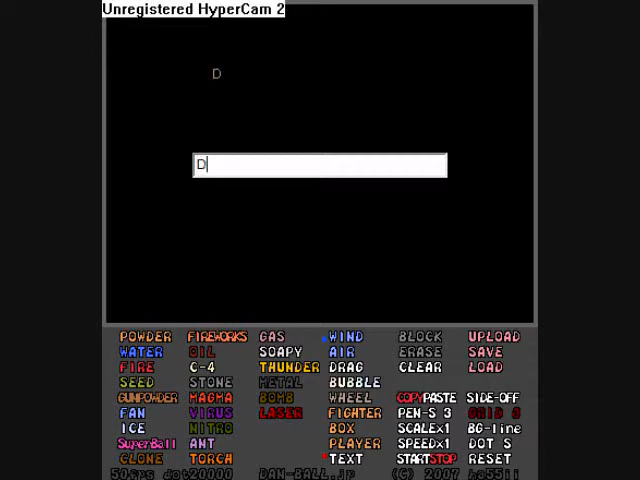 Unregistered HyperCam 2
D
D
POWDER FIREWORKS GAS WIND BLOCK UPLOAD
WATER OIL SOAPY AIR ERASE SAVE
FIRE C-4 THUNDER DRAG CLEAR LOAD
SEED STONE METAL BUBBLE
GUNPOWDER MAGMA BOMB WHEEL COPYPASTE SIDE-OFF
FAN VIRUS LASER FIGHTER PEN-S 3 GRID 0
ICE NITRO BOX SCALEx1 BG-line
SuperBall ANT PLAYER SPEEDx1 DOT S
CLONE TORCH TEXT STARTSTOP RESET
50fps dot20000 DAN-BALL.jp (C) 2007 ha55ii